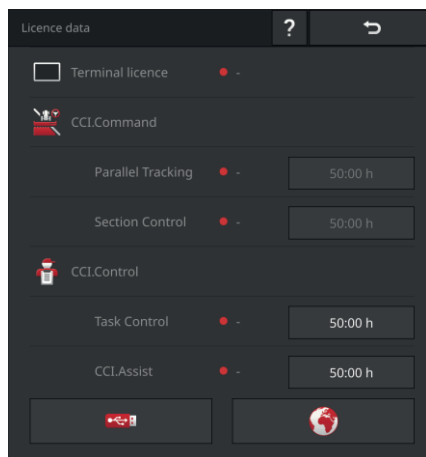 Licence data ?
Terminal licence -
CCI.Command
Parallel Tracking - 50:00 h
Section Control - 50:00 h
CCI.Control
Task Control - 50:00 h
CCI.Assist - 50:00 h